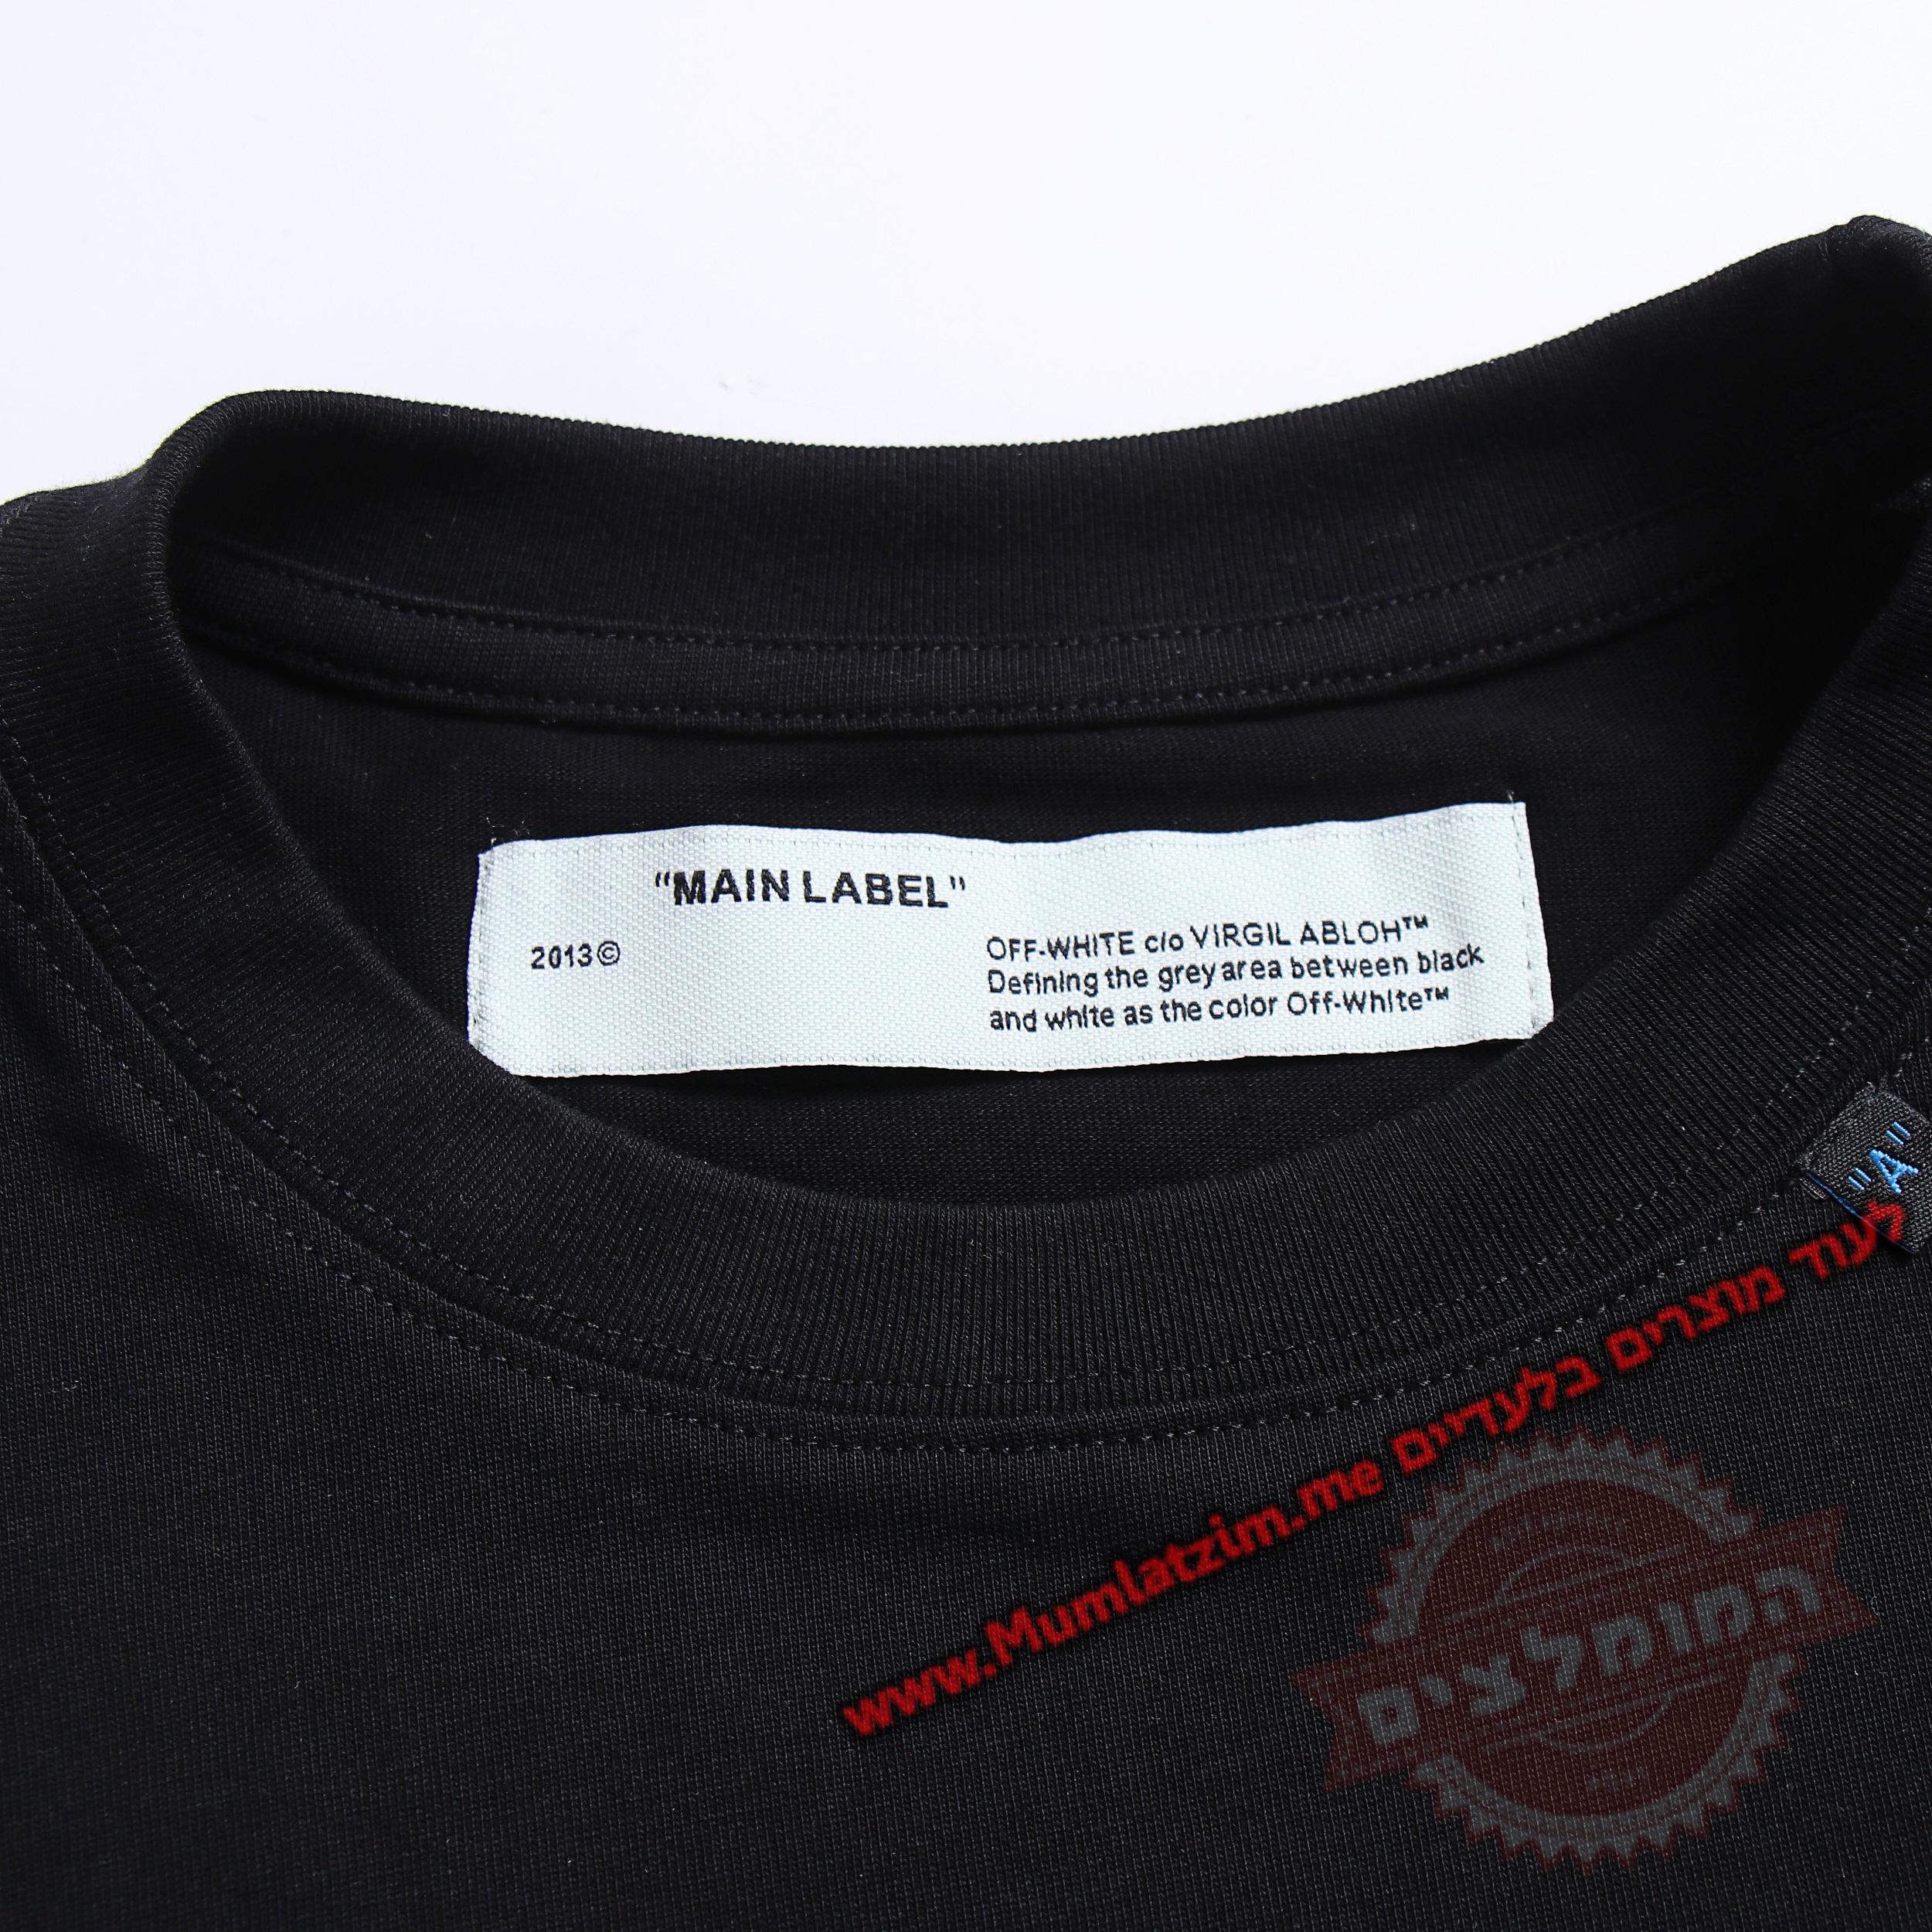 "MAIN LABEL"
2013©
OFF-WHITE c/o VIRGIL ABLOH™
Defining the grey area between black
and white as the color Off-White™
"A"
לעוד מוצרים בלעדיים www.Mumlatzim.me
המומלצים